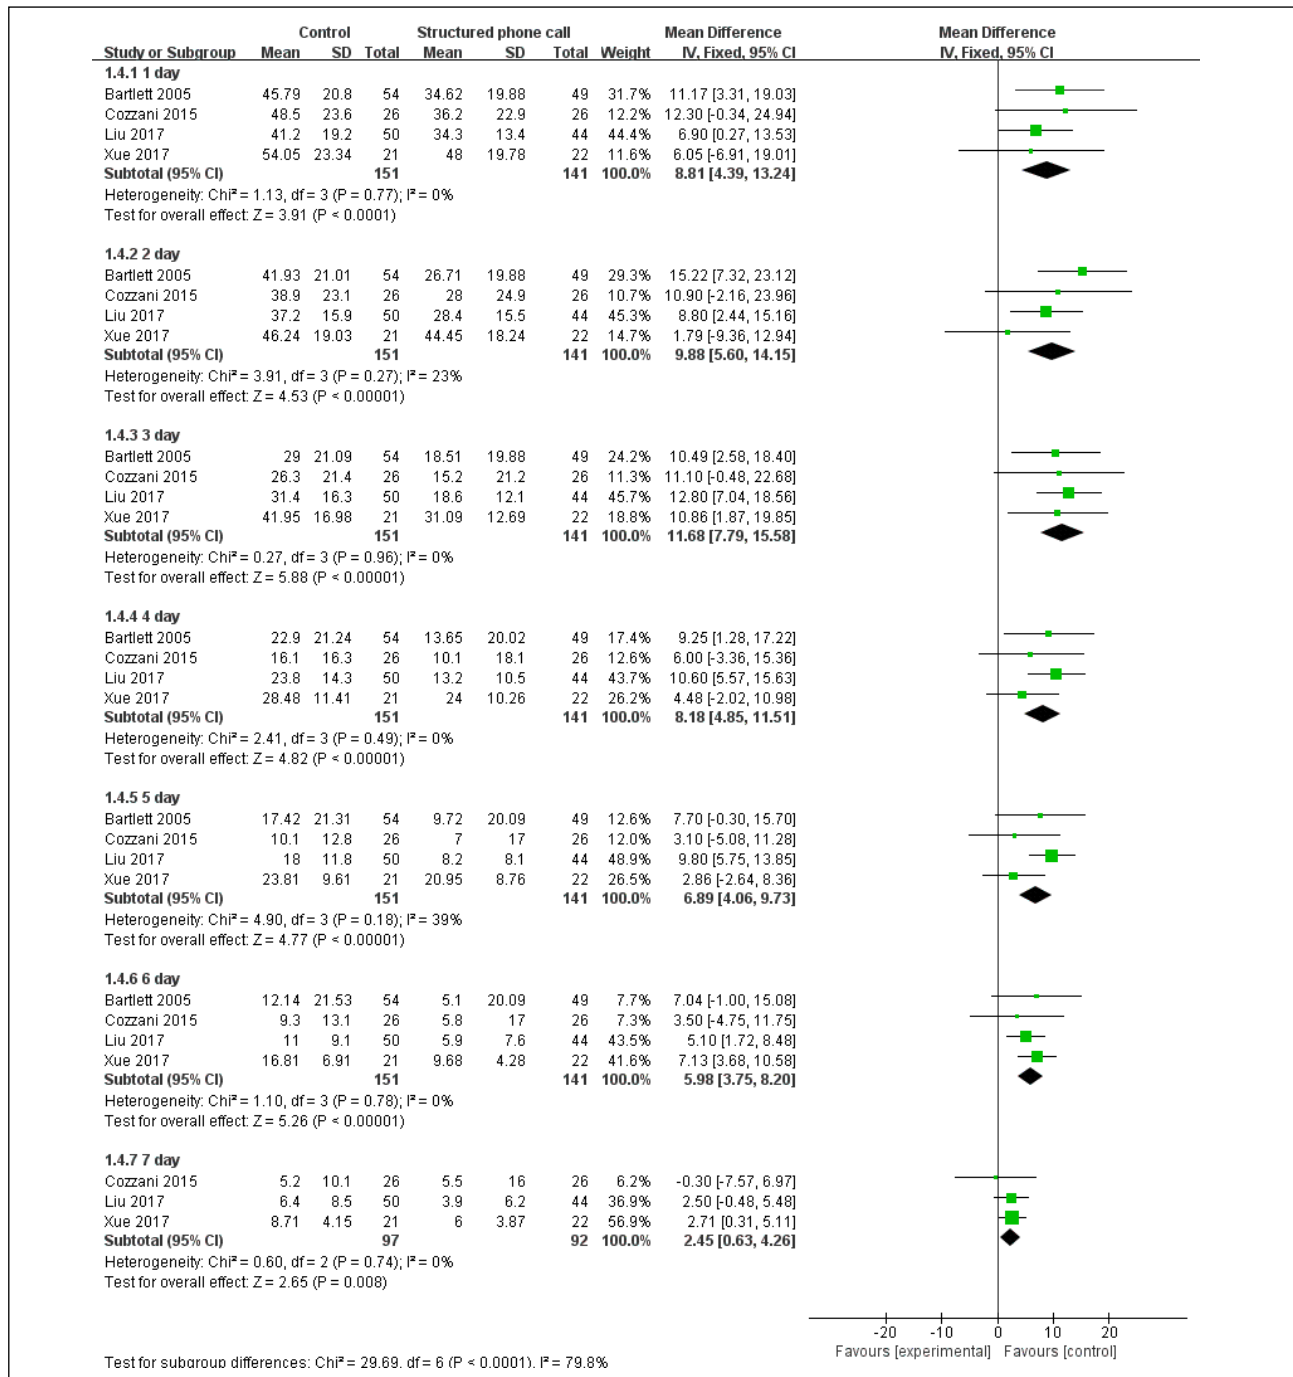 Control Structured phone call Mean Difference Mean Difference
Study or Subgroup Mean SD Total Mean SD Total Weight IV, Fixed, 95% CI IV, Fixed, 95% CI
1.4.1 1 day
Bartlett 2005 45.79 20.8 54 34.62 19.88 49 31.7% 11.17 [3.31, 19.03]
Cozzani 2015 48.5 23.6 26 36.2 22.9 26 12.2% 12.30 [-0.34, 24.94]
Liu 2017 41.2 19.2 50 34.3 13.4 44 44.4% 6.90 [0.27, 13.53]
Xue 2017 54.05 23.34 21 48 19.78 22 11.6% 6.05 [-6.91, 19.01]
Subtotal (95% CI) 151 141 100.0% 8.81 [4.39, 13.24]
Heterogeneity: Chi² = 1.13, df = 3 (P = 0.77); I² = 0%
Test for overall effect: Z = 3.91 (P < 0.0001)
1.4.2 2 day
Bartlett 2005 41.93 21.01 54 26.71 19.88 49 29.3% 15.22 [7.32, 23.12]
Cozzani 2015 38.9 23.1 26 28 24.9 26 10.7% 10.90 [-2.16, 23.96]
Liu 2017 37.2 15.9 50 28.4 15.5 44 45.3% 8.80 [2.44, 15.16]
Xue 2017 46.24 19.03 21 44.45 18.24 22 14.7% 1.79 [-9.36, 12.94]
Subtotal (95% CI) 151 141 100.0% 9.88 [5.60, 14.15]
Heterogeneity: Chi² = 3.91, df = 3 (P = 0.27); I² = 23%
Test for overall effect: Z = 4.53 (P < 0.00001)
1.4.3 3 day
Bartlett 2005 29 21.09 54 18.51 19.88 49 24.2% 10.49 [2.58, 18.40]
Cozzani 2015 26.3 21.4 26 15.2 21.2 26 11.3% 11.10 [-0.48, 22.68]
Liu 2017 31.4 16.3 50 18.6 12.1 44 45.7% 12.80 [7.04, 18.56]
Xue 2017 41.95 16.98 21 31.09 12.69 22 18.8% 10.86 [1.87, 19.85]
Subtotal (95% CI) 151 141 100.0% 11.68 [7.79, 15.58]
Heterogeneity: Chi² = 0.27, df = 3 (P = 0.96); I² = 0%
Test for overall effect: Z = 5.88 (P < 0.00001)
1.4.4 4 day
Bartlett 2005 22.9 21.24 54 13.65 20.02 49 17.4% 9.25 [1.28, 17.22]
Cozzani 2015 16.1 16.3 26 10.1 18.1 26 12.6% 6.00 [-3.36, 15.36]
Liu 2017 23.8 14.3 50 13.2 10.5 44 43.7% 10.60 [5.57, 15.63]
Xue 2017 28.48 11.41 21 24 10.26 22 26.2% 4.48 [-2.02, 10.98]
Subtotal (95% CI) 151 141 100.0% 8.18 [4.85, 11.51]
Heterogeneity: Chi² = 2.41, df = 3 (P = 0.49); I² = 0%
Test for overall effect: Z = 4.82 (P < 0.00001)
1.4.5 5 day
Bartlett 2005 17.42 21.31 54 9.72 20.09 49 12.6% 7.70 [-0.30, 15.70]
Cozzani 2015 10.1 12.8 26 7 17 26 12.0% 3.10 [-5.08, 11.28]
Liu 2017 18 11.8 50 8.2 8.1 44 48.9% 9.80 [5.75, 13.85]
Xue 2017 23.81 9.61 21 20.95 8.76 22 26.5% 2.86 [-2.64, 8.36]
Subtotal (95% CI) 151 141 100.0% 6.89 [4.06, 9.73]
Heterogeneity: Chi² = 4.90, df = 3 (P = 0.18); I² = 39%
Test for overall effect: Z = 4.77 (P < 0.00001)
1.4.6 6 day
Bartlett 2005 12.14 21.53 54 5.1 20.09 49 7.7% 7.04 [-1.00, 15.08]
Cozzani 2015 9.3 13.1 26 5.8 17 26 7.3% 3.50 [-4.75, 11.75]
Liu 2017 11 9.1 50 5.9 7.6 44 43.5% 5.10 [1.72, 8.48]
Xue 2017 16.81 6.91 21 9.68 4.28 22 41.6% 7.13 [3.68, 10.58]
Subtotal (95% CI) 151 141 100.0% 5.98 [3.75, 8.20]
Heterogeneity: Chi² = 1.10, df = 3 (P = 0.78); I² = 0%
Test for overall effect: Z = 5.26 (P < 0.00001)
1.4.7 7 day
Cozzani 2015 5.2 10.1 26 5.5 16 26 6.2% -0.30 [-7.57, 6.97]
Liu 2017 6.4 8.5 50 3.9 6.2 44 36.9% 2.50 [-0.48, 5.48]
Xue 2017 8.71 4.15 21 6 3.87 22 56.9% 2.71 [0.31, 5.11]
Subtotal (95% CI) 97 92 100.0% 2.45 [0.63, 4.26]
Heterogeneity: Chi² = 0.60, df = 2 (P = 0.74); I² = 0%
Test for overall effect: Z = 2.65 (P = 0.008)
-20 -10 0 10 20
Favours [experimental] Favours [control]
Test for subgroup differences: Chi² = 29.69, df = 6 (P < 0.0001), I² = 79.8%